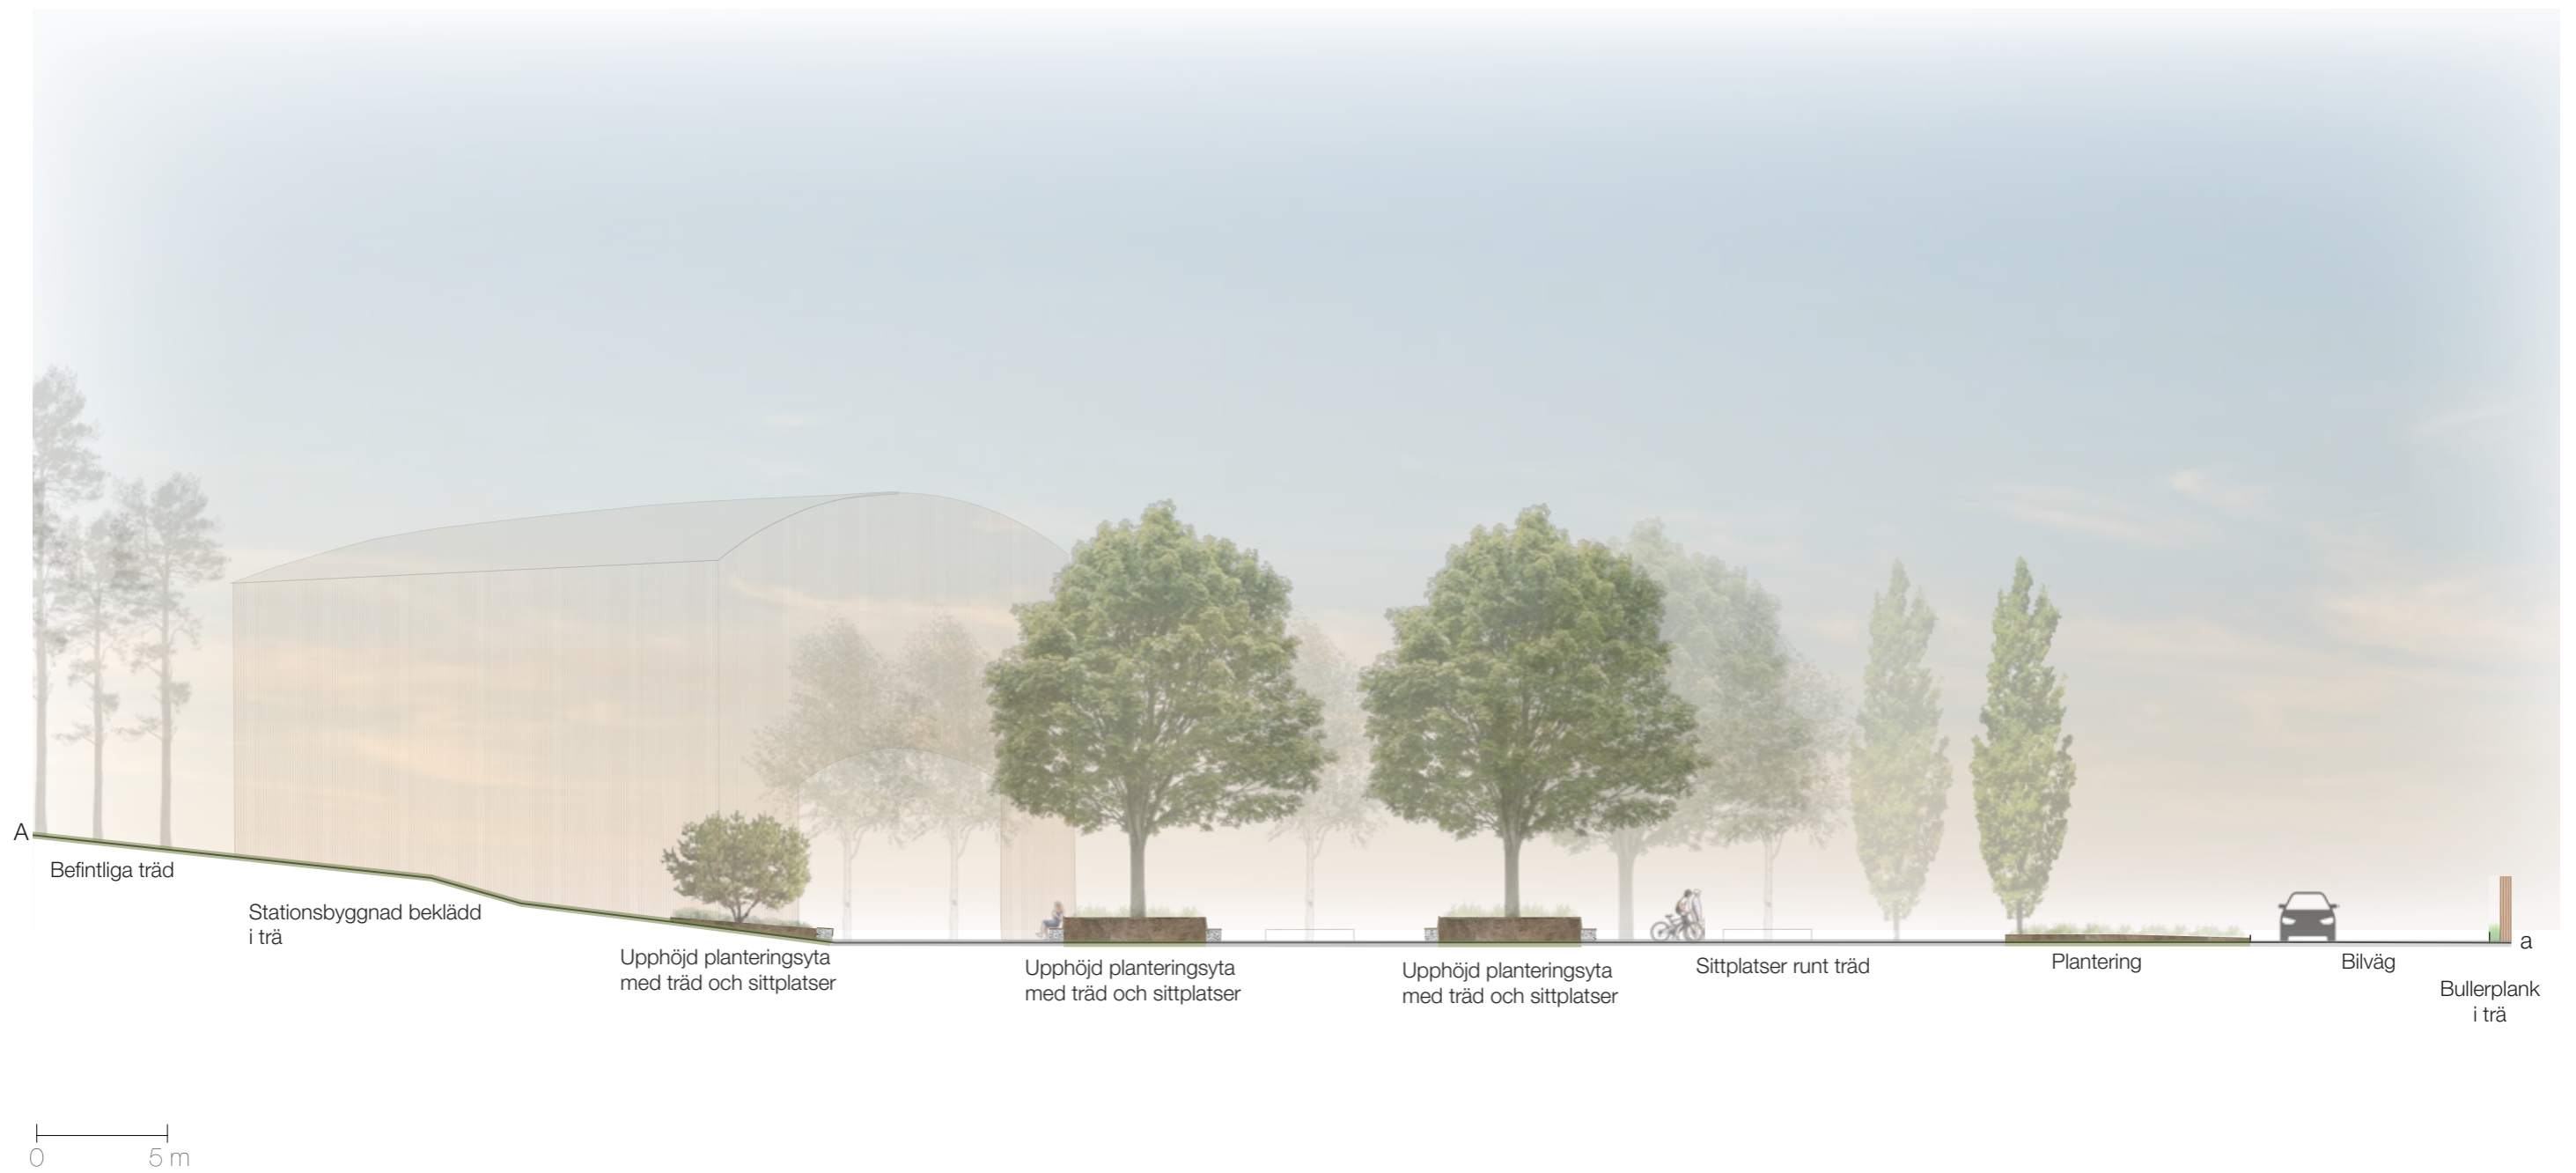 A
Befintliga träd
Stationsbyggnad beklädd
i trä
Upphöjd planteringsyta
med träd och sittplatser
Upphöjd planteringsyta
med träd och sittplatser
Upphöjd planteringsyta
med träd och sittplatser
Sittplatser runt träd
Plantering
Bilväg
a
Bullerplank
i trä
0 5 m